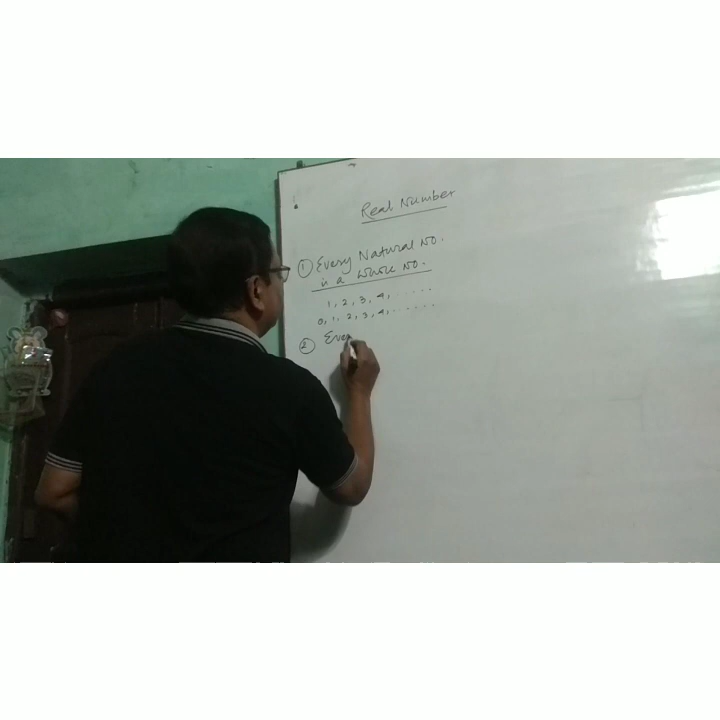 Real Number
① Every Natural No.
is a Whole No.
1, 2, 3, 4, . . . . .
0, 1, 2, 3, 4, . . . . . .
② Ever